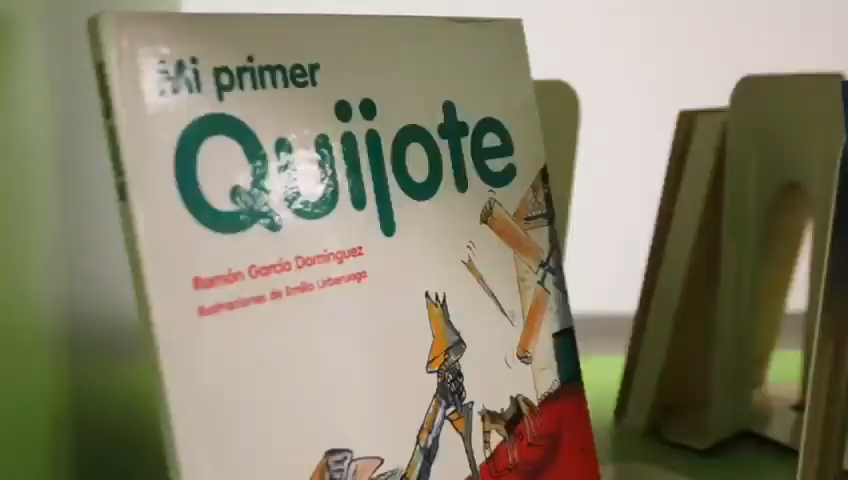 Mi primer
Quijote
Ramón García Domínguez
Ilustraciones de Emilio Urberuaga